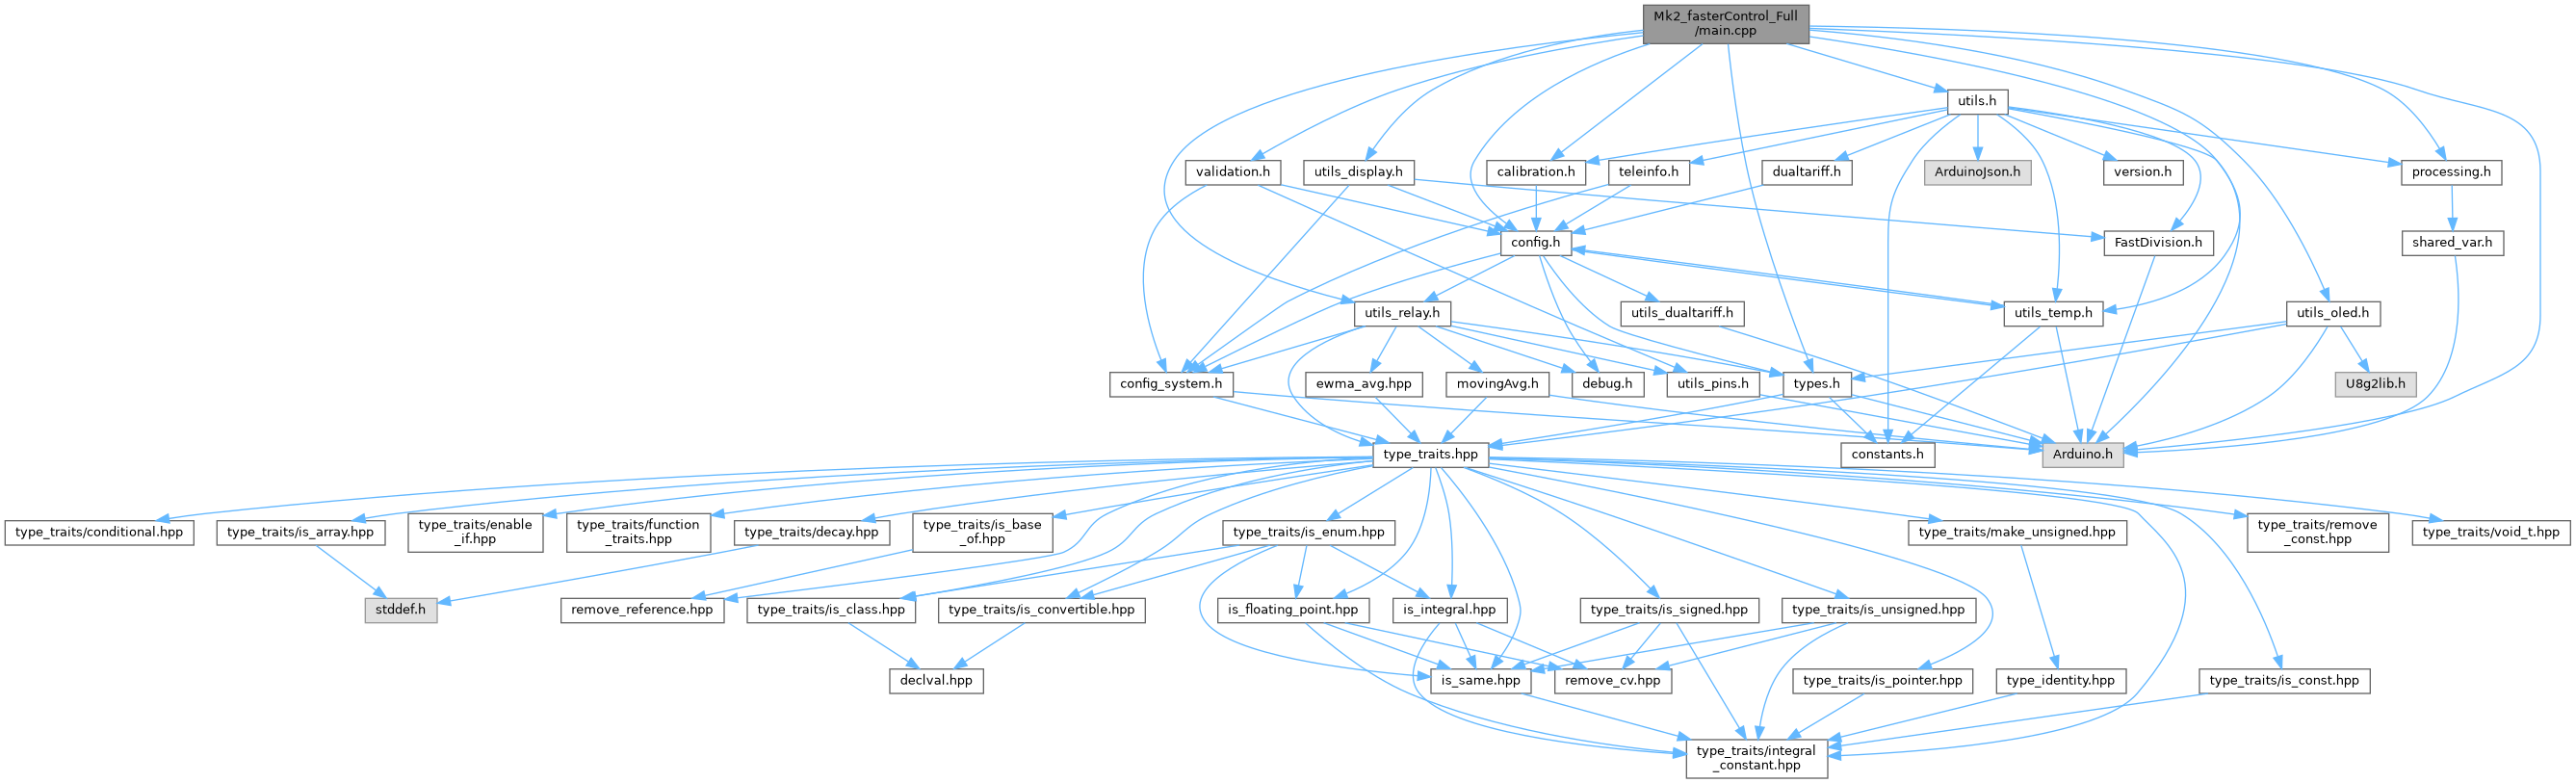 Mk2_fasterControl_Full
/main.cpp
utils.h
validation.h
utils_display.h
calibration.h
teleinfo.h
dualtariff.h
ArduinoJson.h
version.h
processing.h
config.h
FastDivision.h
shared_var.h
utils_relay.h
utils_dualtariff.h
utils_temp.h
utils_oled.h
config_system.h
ewma_avg.hpp
movingAvg.h
debug.h
utils_pins.h
types.h
U8g2lib.h
type_traits.hpp
constants.h
Arduino.h
type_traits/conditional.hpp
type_traits/is_array.hpp
type_traits/enable
_if.hpp
type_traits/function
_traits.hpp
type_traits/decay.hpp
type_traits/is_base
_of.hpp
type_traits/is_enum.hpp
type_traits/make_unsigned.hpp
type_traits/remove
_const.hpp
type_traits/void_t.hpp
stddef.h
remove_reference.hpp
type_traits/is_class.hpp
type_traits/is_convertible.hpp
is_floating_point.hpp
is_integral.hpp
type_traits/is_signed.hpp
type_traits/is_unsigned.hpp
declval.hpp
is_same.hpp
remove_cv.hpp
type_traits/is_pointer.hpp
type_identity.hpp
type_traits/is_const.hpp
type_traits/integral
_constant.hpp